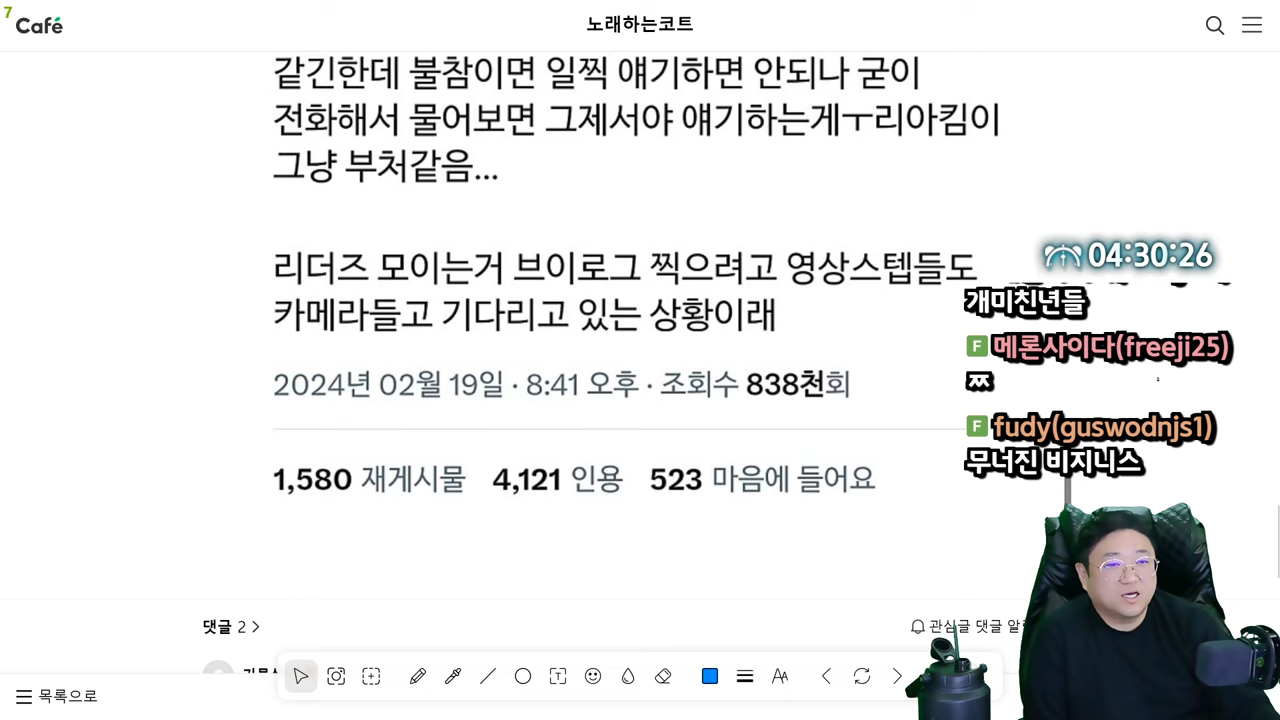 7
Café
노래하는코트
같긴한데 불참이면 일찍 얘기하면 안되나 굳이
전화해서 물어보면 그제서야 얘기하는게ㅜ리아킴이
그냥 부처같음...
리더즈 모이는거 브이로그 찍으려고 영상스텝들도
카메라들고 기다리고 있는 상황이래
2024년 02월 19일 · 8:41 오후 · 조회수 838천회
1,580 재게시물 4,121 인용 523 마음에 들어요
04:30:26
개미친년들
F 메론사이다(freeji25)
ㅉ
F fudy(guswodnjs1)
무너진 비지니스
댓글 2 >
관심글 댓글
목록으로